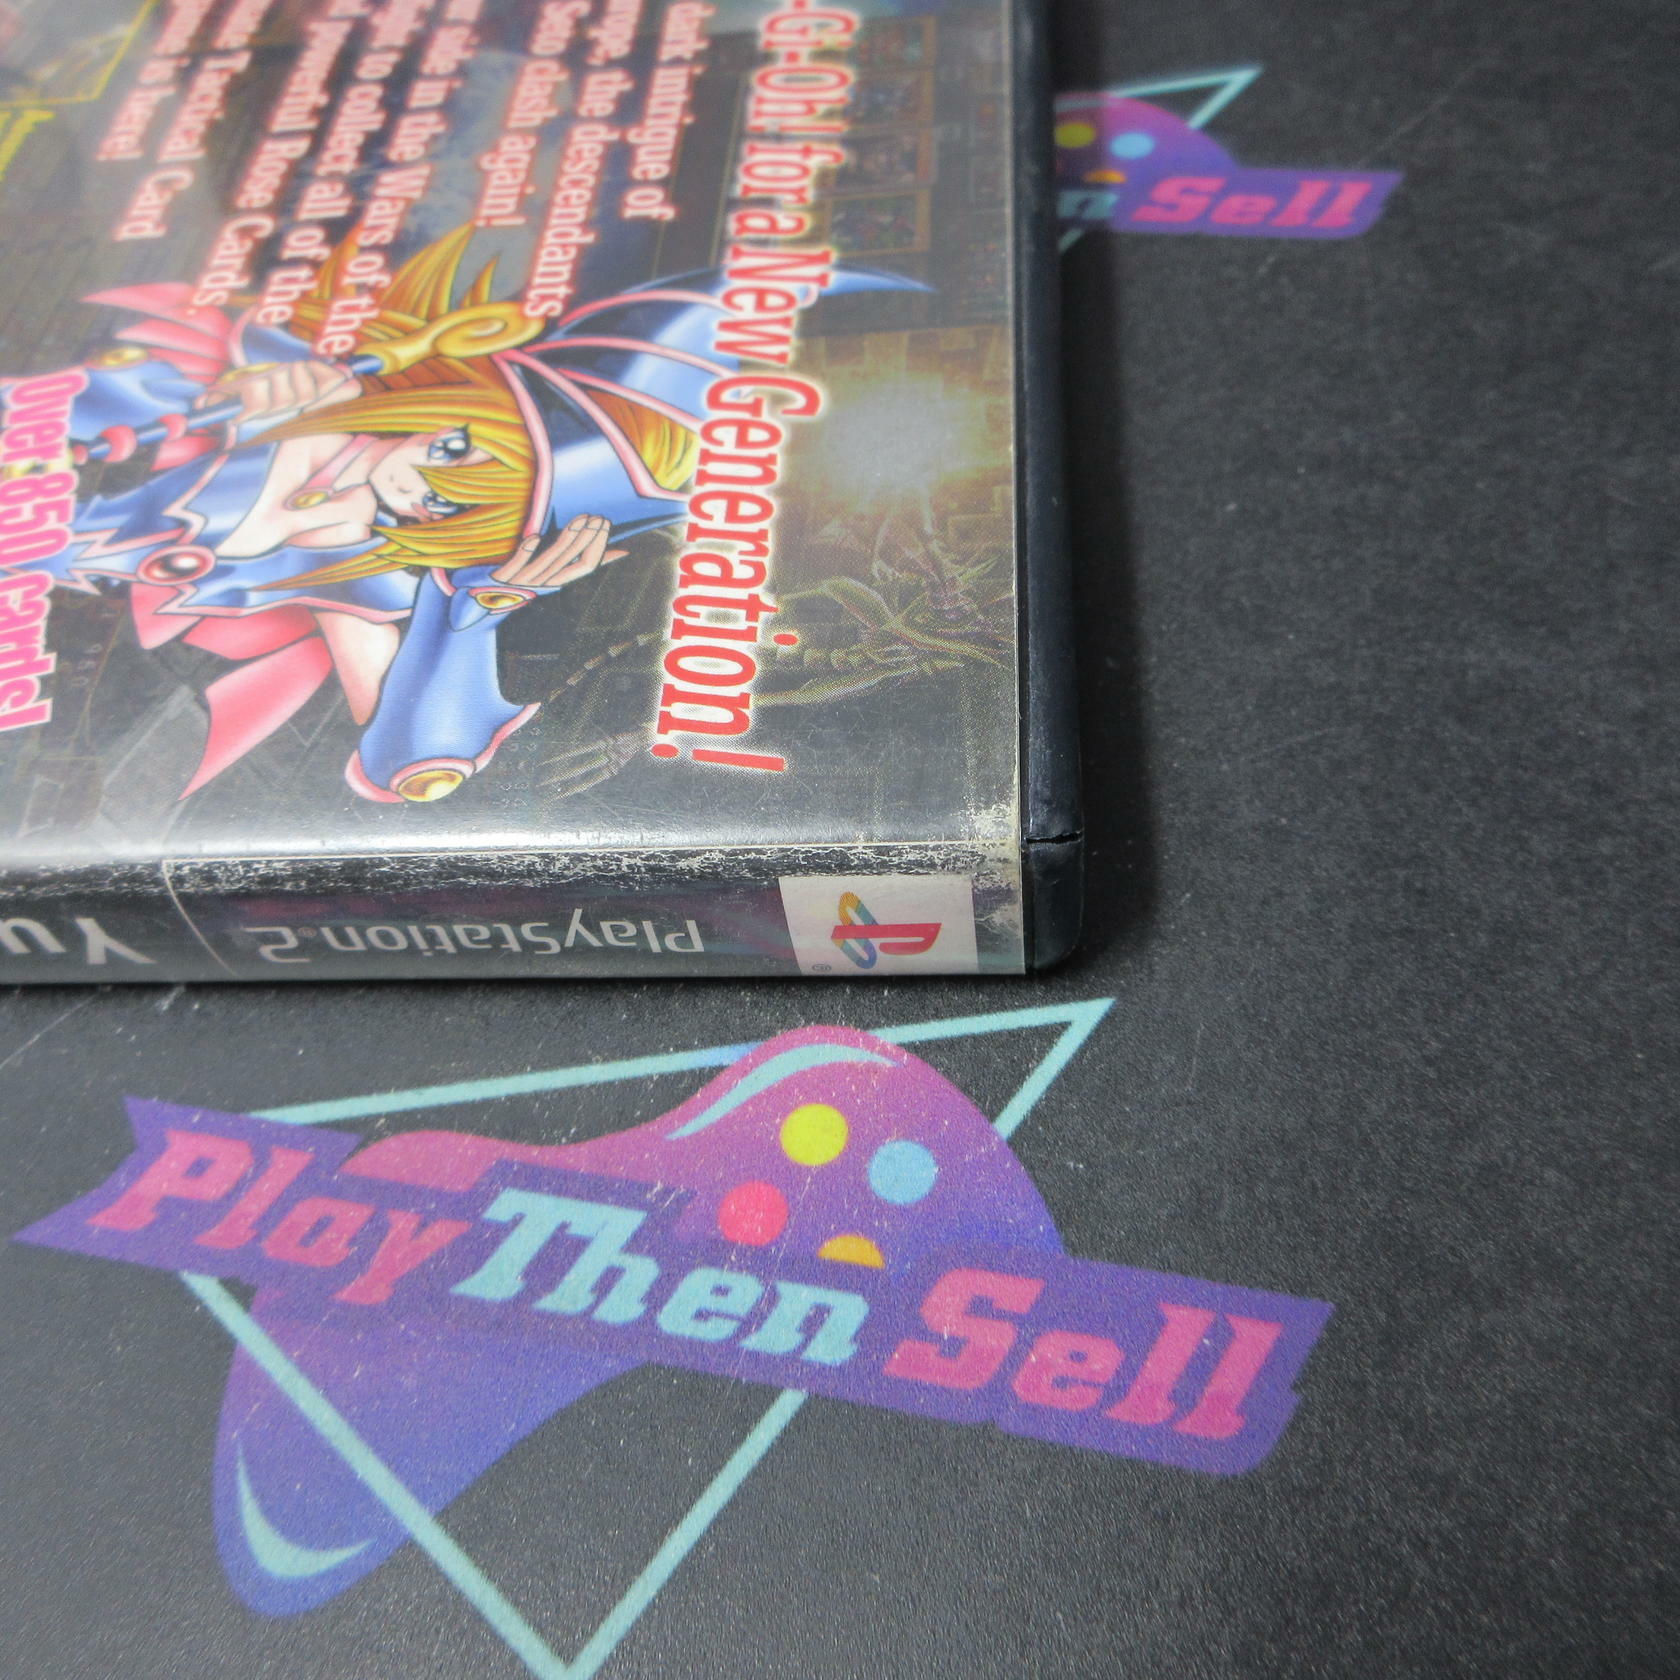 -Gi-Oh! for a New Generation!
dark intrigue of
the descendants
Seto clash again!
side in the Wars of the
to collect all of the
powerful Rose Cards.
Tactical Card
is here!
Over 850 Cards!
PlayStation®2
Yu
®
Play Then Sell
n Sell